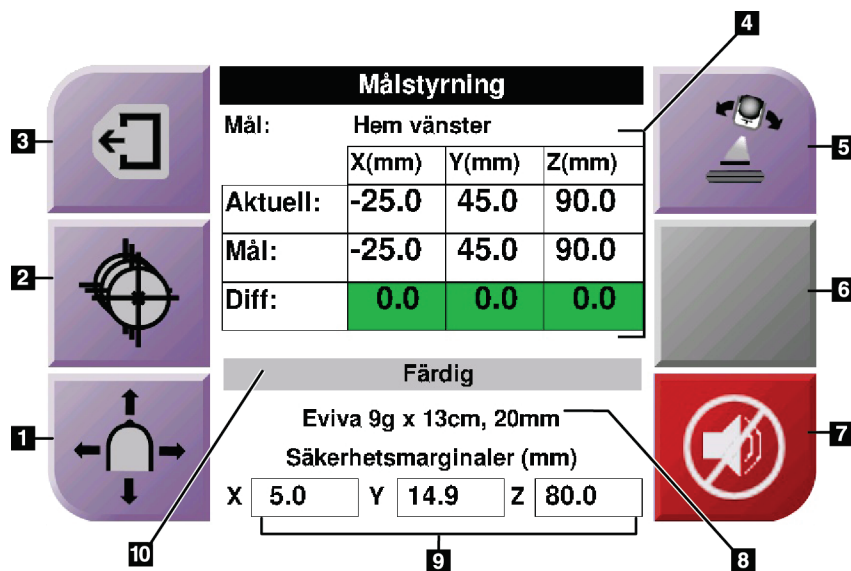 4
Målstyrning
Mål: Hem vänster
3
5
X(mm) Y(mm) Z(mm)
Aktuell: -25.0 45.0 90.0
Mål: -25.0 45.0 90.0
2
6
Diff: 0.0 0.0 0.0
Färdig
Eviva 9g x 13cm, 20mm
1
7
Säkerhetsmarginaler (mm)
X 5.0 Y 14.9 Z 80.0
10
9
8